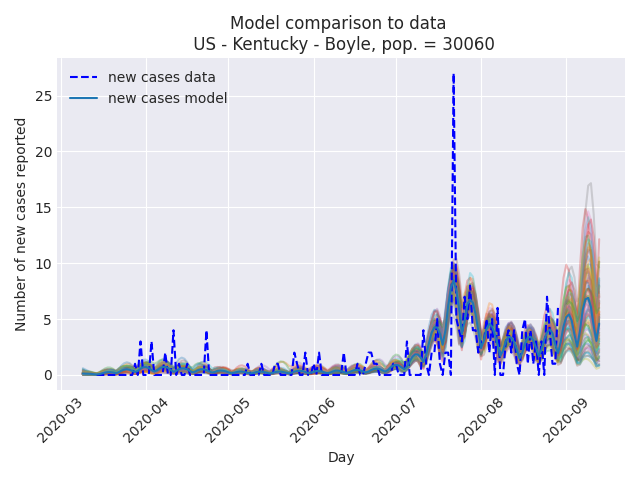 Model comparison to data
US - Kentucky - Boyle, pop. = 30060
new cases data
new cases model
Number of new cases reported
25
20
15
10
5
0
2020-03
2020-04
2020-05
2020-06
2020-07
2020-08
2020-09
Day